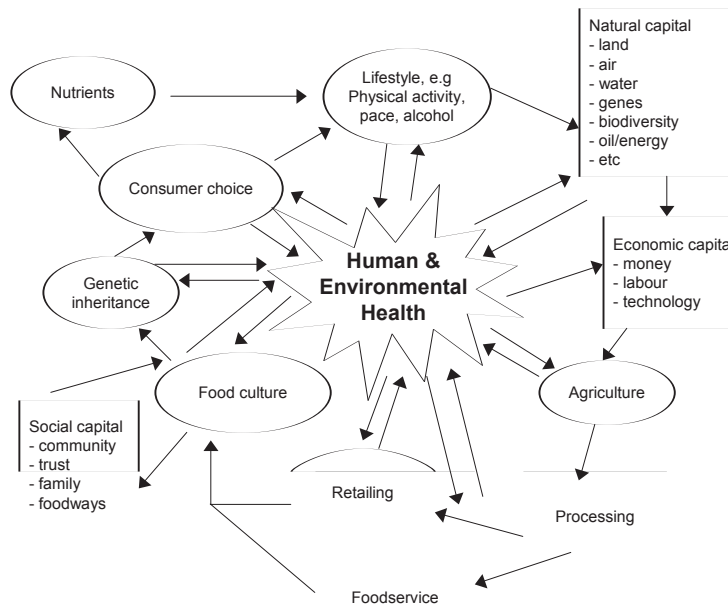 Natural capital
- land
- air
- water
- genes
- biodiversity
- oil/energy
- etc
Nutrients
Lifestyle, e.g
Physical activity,
pace, alcohol
Consumer choice
Human &
Environmental
Health
Economic capital
- money
- labour
- technology
Genetic
inheritance
Food culture
Agriculture
Social capital
- community
- trust
- family
- foodways
Retailing
Processing
Foodservice